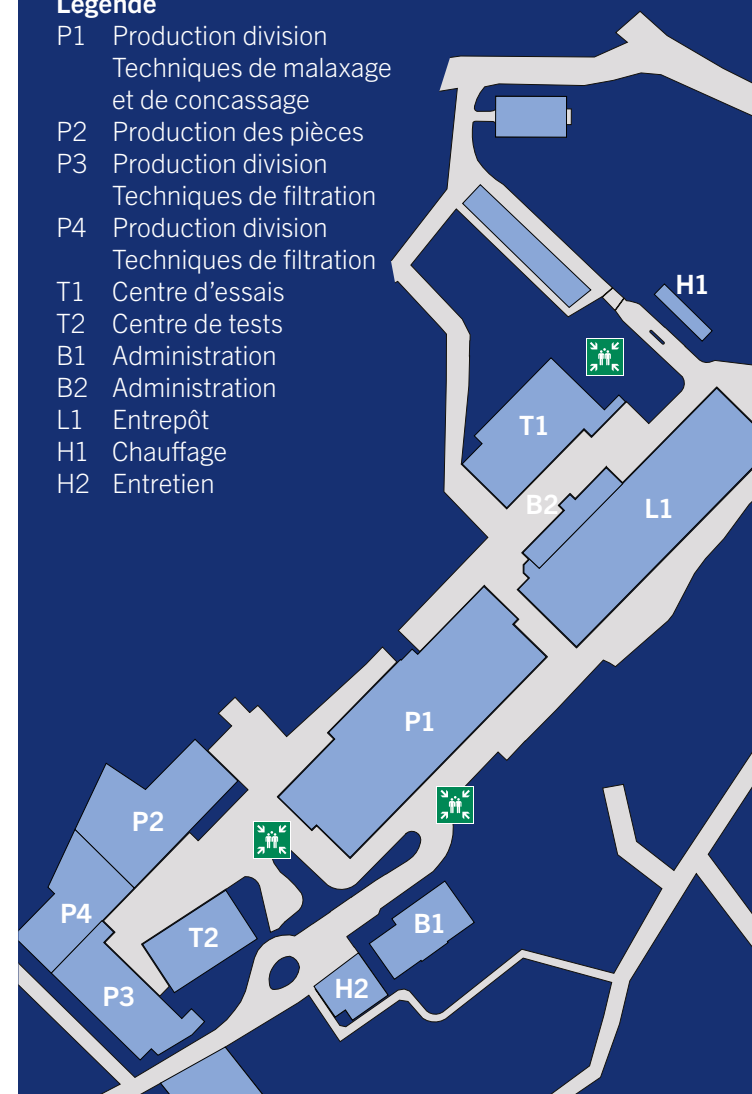 Légende
P1 Production division
Techniques de malaxage
et de concassage
P2 Production des pièces
P3 Production division
Techniques de filtration
P4 Production division
Techniques de filtration
T1 Centre d’essais
T2 Centre de tests
B1 Administration
B2 Administration
L1 Entrepôt
H1 Chauffage
H2 Entretien
H1
T1
B2
L1
P1
P2
P4
T2
B1
P3
H2